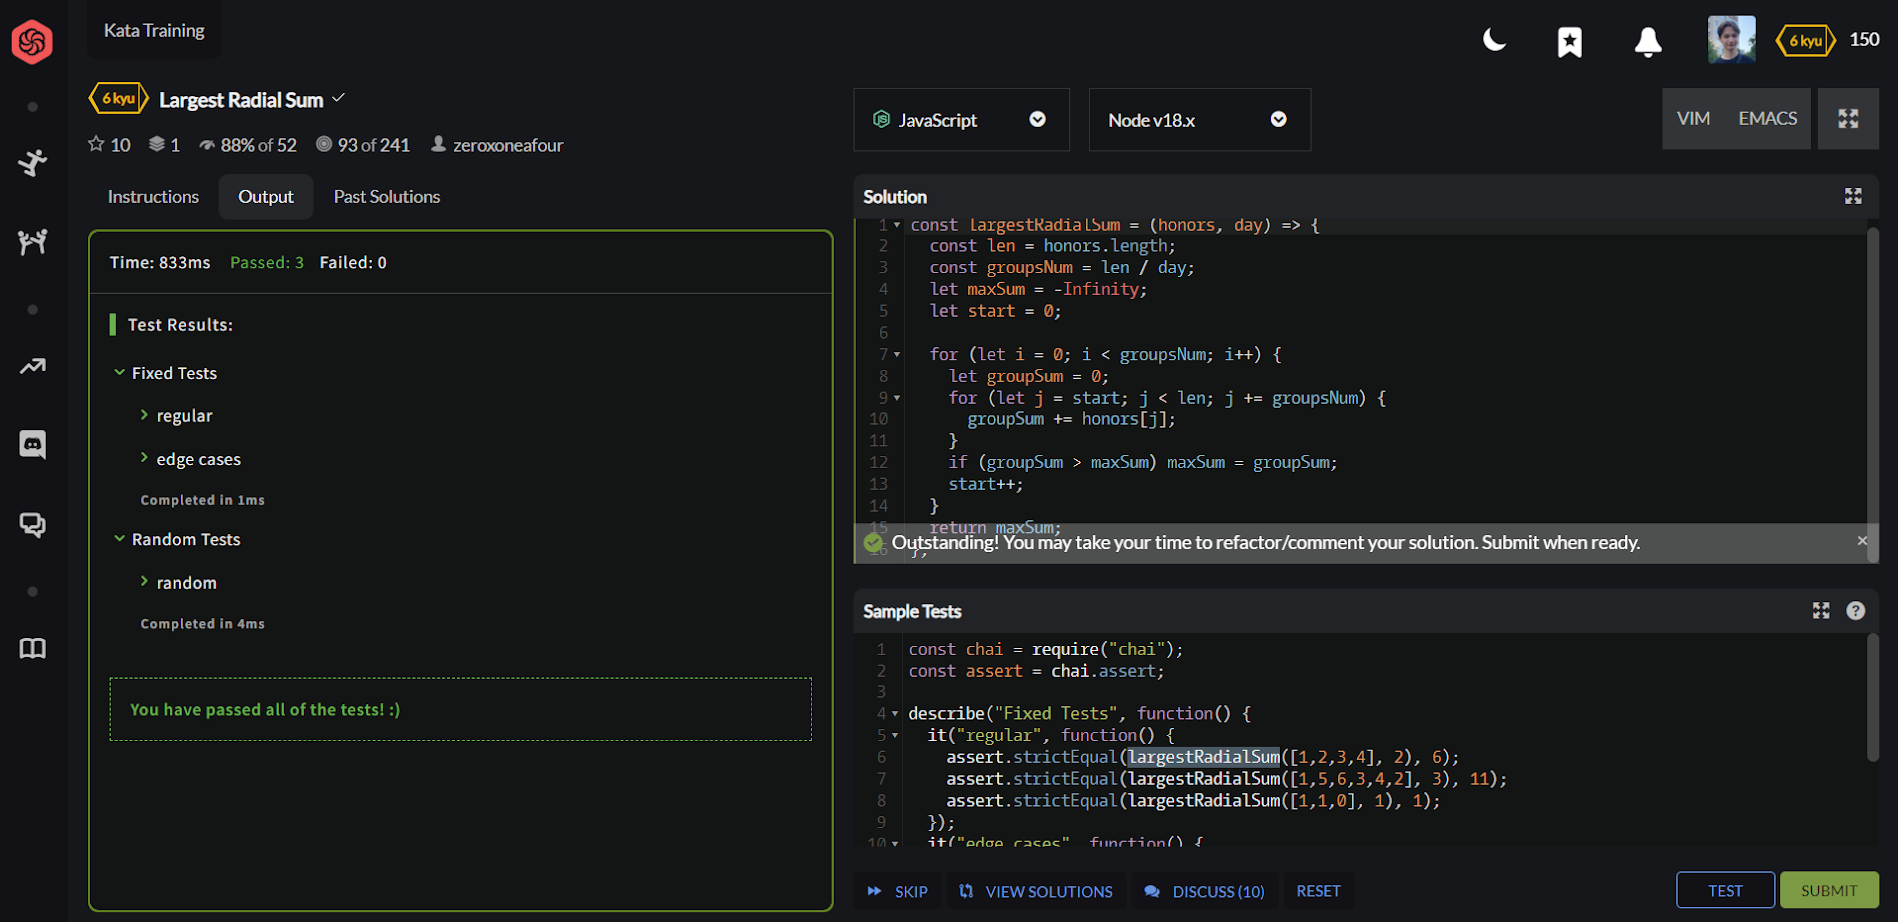 Kata Training
6 kyu
150
6 kyu Largest Radial Sum
10 1 88% of 52 93 of 241 zeroxoneafour
JavaScript
Node v18.x
VIM EMACS
Instructions Output Past Solutions
Time: 833ms Passed: 3 Failed: 0
Test Results:
Fixed Tests
regular
edge cases
Completed in 1ms
Random Tests
random
Completed in 4ms
You have passed all of the tests! :)
Solution
1 const largestRadialSum = (honors, day) => {
2 const len = honors.length;
3 const groupsNum = len / day;
4 let maxSum = -Infinity;
5 let start = 0;
6
7 for (let i = 0; i < groupsNum; i++) {
8 let groupSum = 0;
9 for (let j = start; j < len; j += groupsNum) {
10 groupSum += honors[j];
11 }
12 if (groupSum > maxSum) maxSum = groupSum;
13 start++;
14 }
15 return maxSum;
16 };
Outstanding! You may take your time to refactor/comment your solution. Submit when ready.
Sample Tests
1 const chai = require("chai");
2 const assert = chai.assert;
3
4 describe("Fixed Tests", function() {
5 it("regular", function() {
6 assert.strictEqual(largestRadialSum([1,2,3,4], 2), 6);
7 assert.strictEqual(largestRadialSum([1,5,6,3,4,2], 3), 11);
8 assert.strictEqual(largestRadialSum([1,1,0], 1), 1);
9 });
10 it("edge cases", function() {
SKIP VIEW SOLUTIONS DISCUSS (10) RESET
TEST SUBMIT